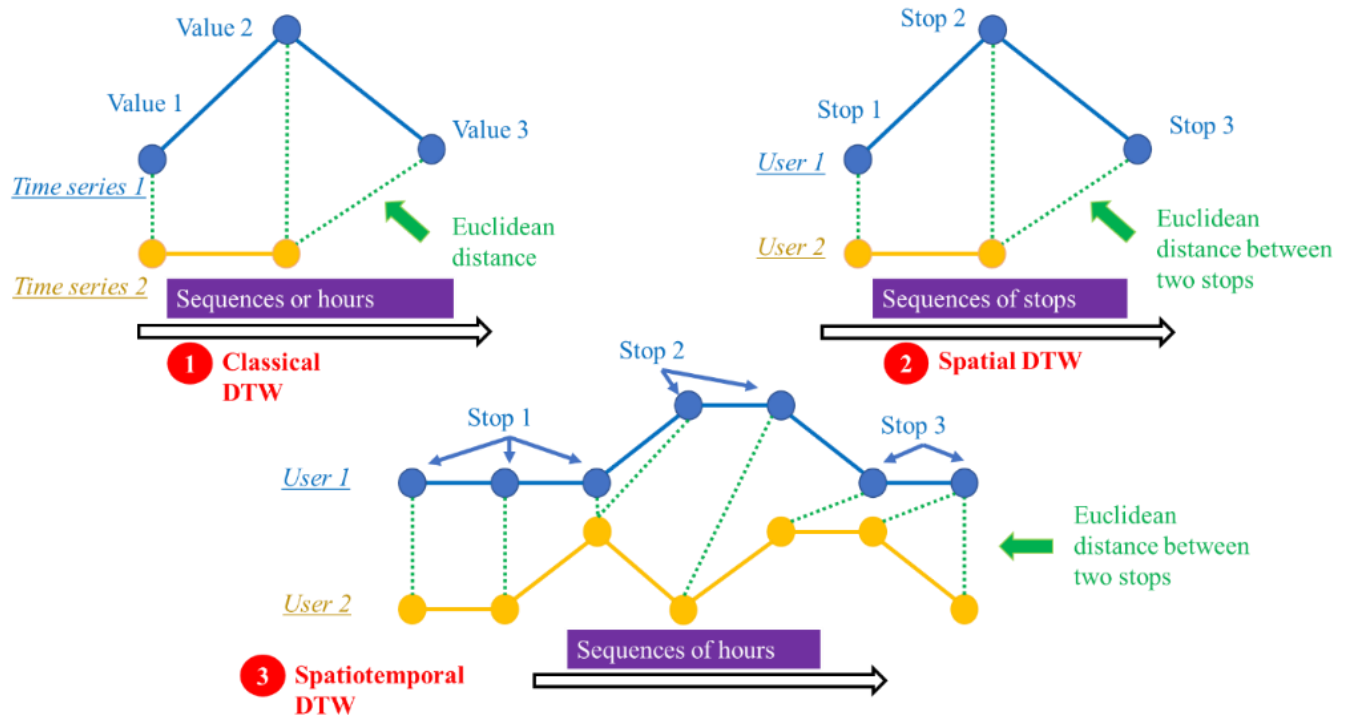 Value 2
Value 1
Value 3
Time series 1
Euclidean
distance
Time series 2
Sequences or hours
1 Classical
DTW
Stop 2
Stop 1
Stop 3
User 1
Euclidean
distance between
two stops
User 2
Sequences of stops
2 Spatial DTW
Stop 2
Stop 1
Stop 3
User 1
Euclidean
distance between
two stops
User 2
Sequences of hours
3 Spatiotemporal
DTW